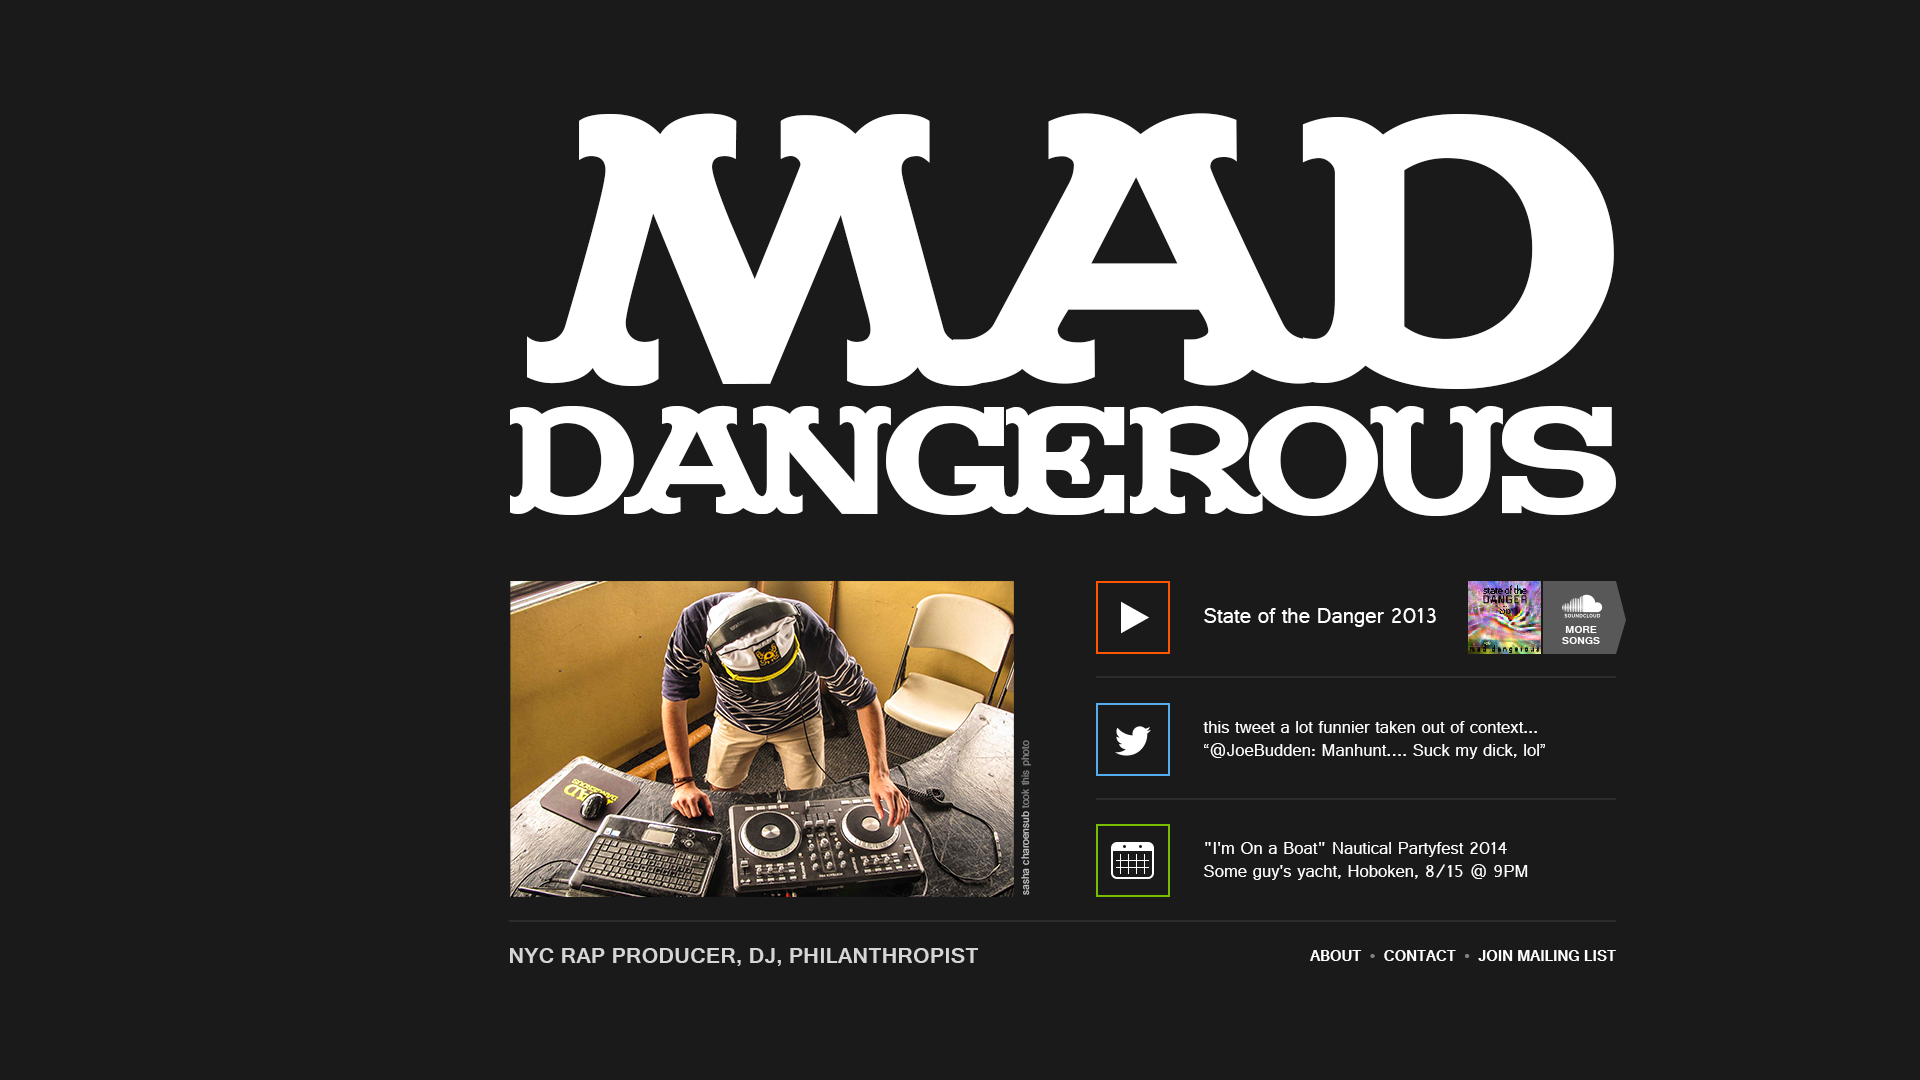 MAD
DANGEROUS
State of the Danger 2013
state of the
DANGER
mad dangerous
SOUNDCLOUD
MORE
SONGS
this tweet a lot funnier taken out of context...
“@JoeBudden: Manhunt.... Suck my dick, lol”
"I'm On a Boat" Nautical Partyfest 2014
Some guy's yacht, Hoboken, 8/15 @ 9PM
MAD
DANGEROUS
sasha charoensub took this photo
NYC RAP PRODUCER, DJ, PHILANTHROPIST
ABOUT • CONTACT • JOIN MAILING LIST